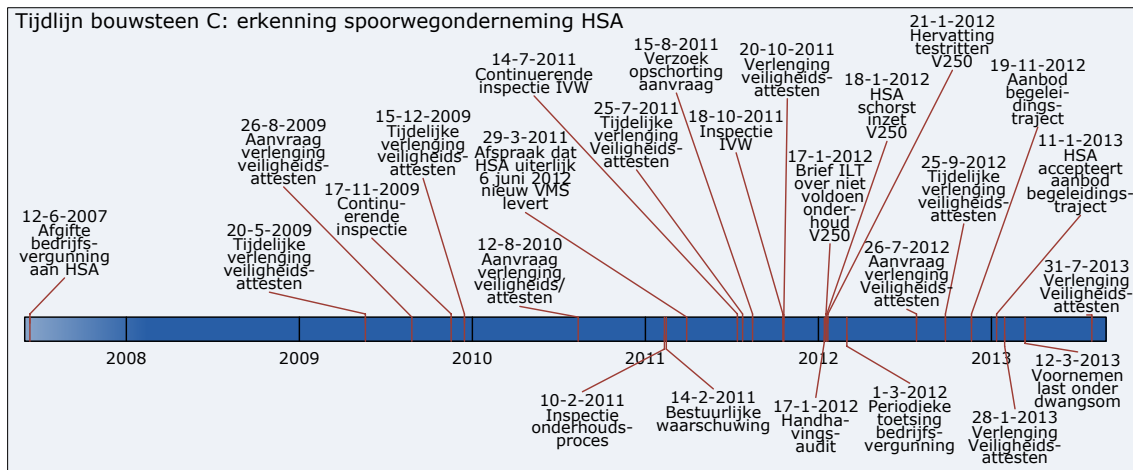 Tijdlijn bouwsteen C: erkenning spoorwegonderneming HSA
12-6-2007
Afgifte
bedrijfs-
vergunning
aan HSA
20-5-2009
Tijdelijke
verlenging
veiligheids-
attesten
26-8-2009
Aanvraag
verlenging
veiligheids-
attesten
17-11-2009
Continu-
erende
inspectie
15-12-2009
Tijdelijke
verlenging
veiligheids-
attesten
12-8-2010
Aanvraag
verlenging
veiligheids/
attesten
29-3-2011
Afspraak dat
HSA uiterlijk
6 juni 2012
nieuw VMS
levert
14-7-2011
Continuerende
inspectie IVW
25-7-2011
Tijdelijke
verlenging
Veiligheids-
attesten
15-8-2011
Verzoek
opschorting
aanvraag
18-10-2011
Inspectie
IVW
20-10-2011
Verlenging
veiligheids-
attesten
17-1-2012
Brief ILT
over niet
voldoen
onder-
houd
V250
18-1-2012
HSA
schorst
inzet
V250
21-1-2012
Hervatting
testritten
V250
26-7-2012
Aanvraag
verlenging
Veiligheids-
attesten
25-9-2012
Tijdelijke
verlenging
veiligheids-
attesten
19-11-2012
Aanbod
begelei-
dings-
traject
11-1-2013
HSA
accepteert
aanbod
begeleidings-
traject
31-7-2013
Verlenging
Veiligheids-
attesten
2008
2009
2010
2011
2012
2013
10-2-2011
Inspectie
onderhouds-
proces
14-2-2011
Bestuurlijke
waarschuwing
17-1-2012
Handha-
vings-
audit
1-3-2012
Periodieke
toetsing
bedrijfs-
vergunning
28-1-2013
Verlenging
Veiligheids-
attesten
12-3-2013
Voornemen
last onder
dwangsom